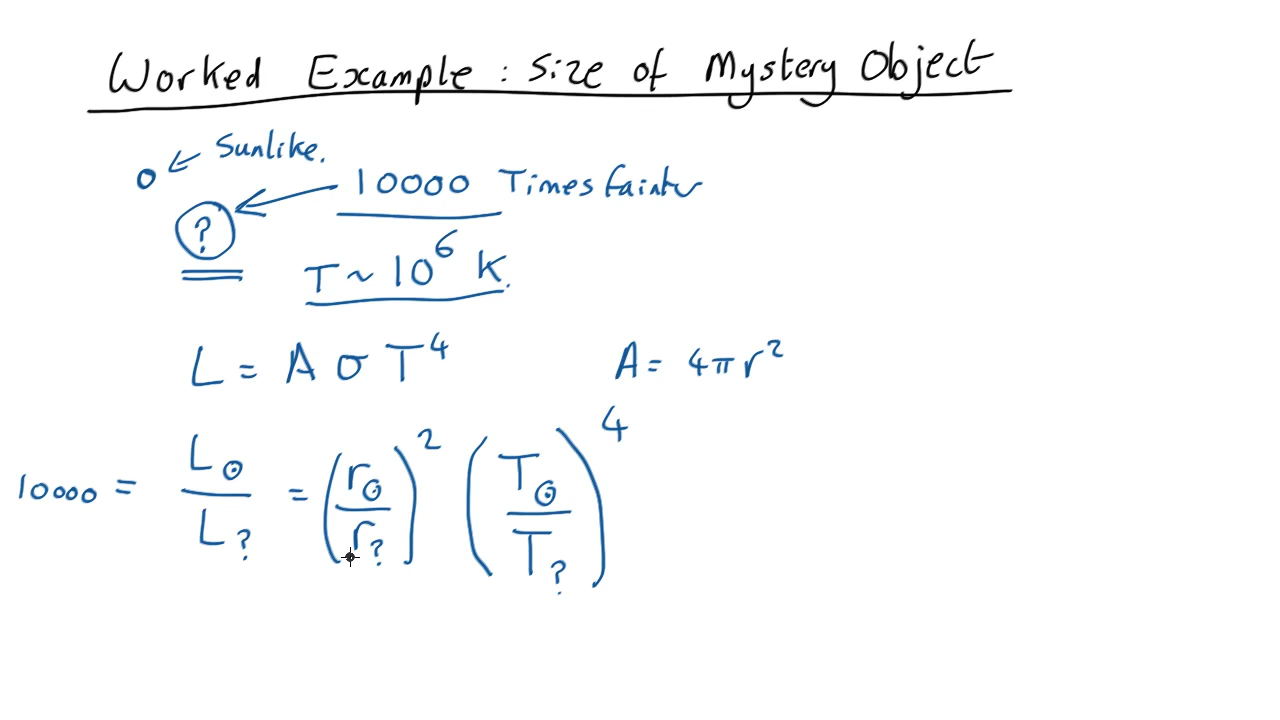 Worked Example : Size of Mystery Object
Sunlike.
10000 Times fainter
?
T ~ 10⁶ K.
L = A σ T⁴
A = 4πr²
10000 = L⊙ / L? = (r⊙ / r?)² (T⊙ / T?)⁴